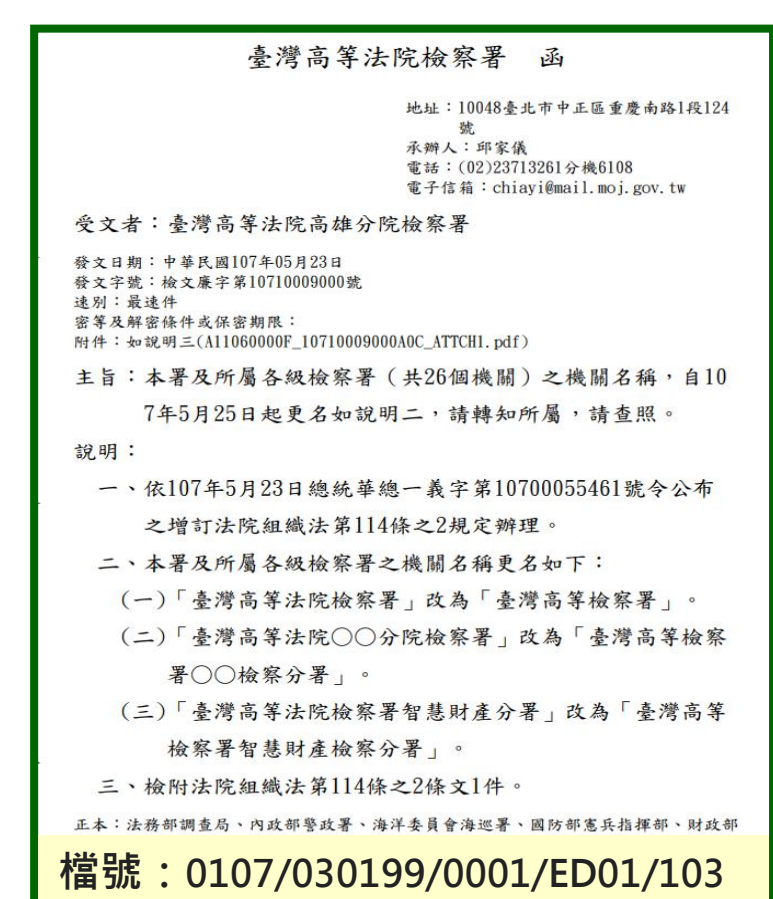 臺灣高等法院檢察署　函
地址：10048臺北市中正區重慶南路1段124
號
承辦人：邱家儀
電話：(02)23713261分機6108
電子信箱：chiayi@mail.moj.gov.tw
受文者：臺灣高等法院高雄分院檢察署
發文日期：中華民國107年05月23日
發文字號：檢文廉字第10710009000號
速別：最速件
密等及解密條件或保密期限：
附件：如說明三(A11060000F_10710009000A0C_ATTCH1.pdf)
主旨：本署及所屬各級檢察署（共26個機關）之機關名稱，自10
7年5月25日起更名如說明二，請轉知所屬，請查照。
說明：
一、依107年5月23日總統華總一義字第10700055461號令公布
之增訂法院組織法第114條之2規定辦理。
二、本署及所屬各級檢察署之機關名稱更名如下：
(一)「臺灣高等法院檢察署」改為「臺灣高等檢察署」。
(二)「臺灣高等法院○○分院檢察署」改為「臺灣高等檢察
署○○檢察分署」。
(三)「臺灣高等法院檢察署智慧財產分署」改為「臺灣高等
檢察署智慧財產檢察分署」。
三、檢附法院組織法第114條之2條文1件。
正本：法務部調查局、內政部警政署、海洋委員會海巡署、國防部憲兵指揮部、財政部
檔號：0107/030199/0001/ED01/103